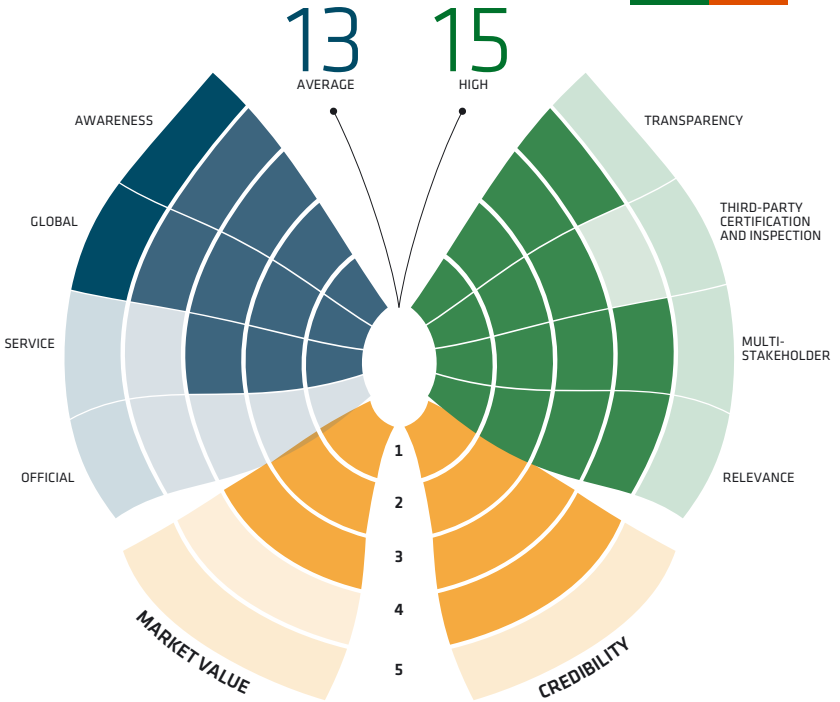 13
AVERAGE
15
HIGH
AWARENESS
TRANSPARENCY
GLOBAL
THIRD-PARTY
CERTIFICATION
AND INSPECTION
SERVICE
MULTI-
STAKEHOLDER
OFFICIAL
RELEVANCE
1
2
3
4
5
MARKET VALUE
CREDIBILITY